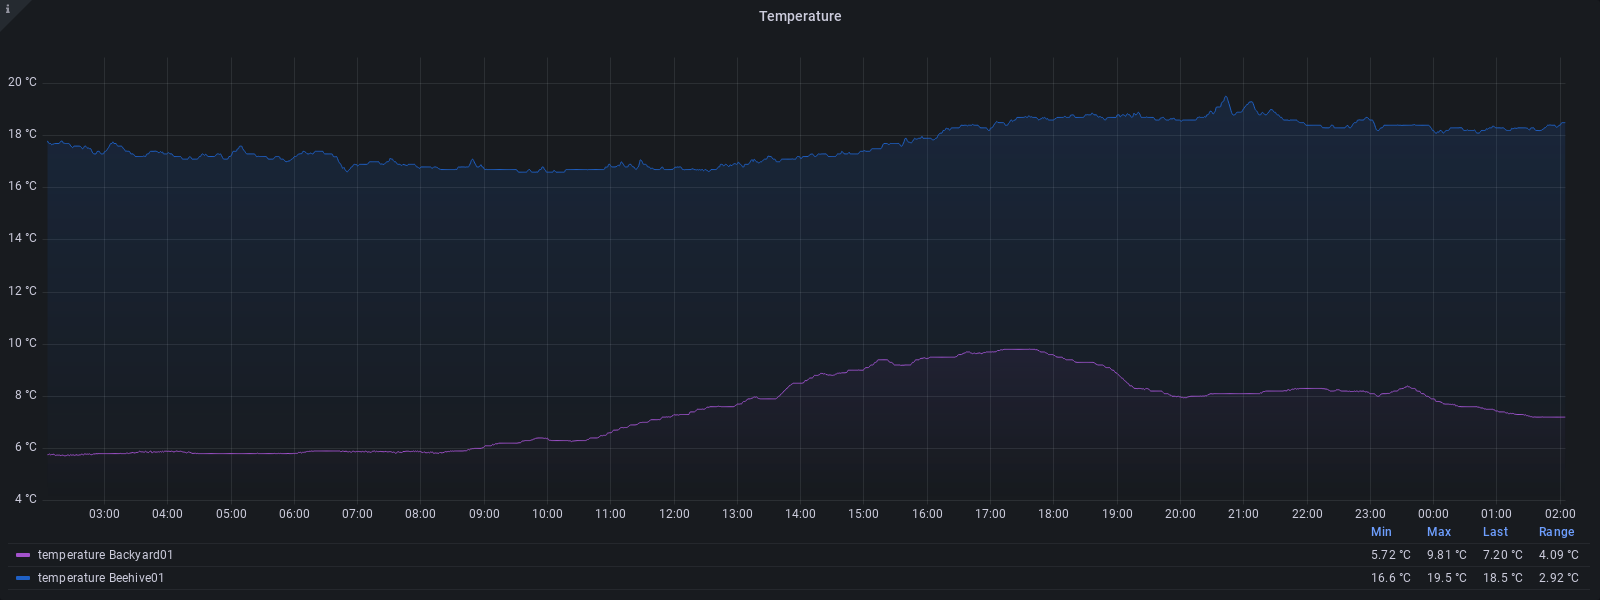 i
Temperature
20 °C
18 °C
16 °C
14 °C
12 °C
10 °C
8 °C
6 °C
4 °C
03:00 04:00 05:00 06:00 07:00 08:00 09:00 10:00 11:00 12:00 13:00 14:00 15:00 16:00 17:00 18:00 19:00 20:00 21:00 22:00 23:00 00:00 01:00 02:00
Min Max Last Range
temperature Backyard01 5.72 °C 9.81 °C 7.20 °C 4.09 °C
temperature Beehive01 16.6 °C 19.5 °C 18.5 °C 2.92 °C